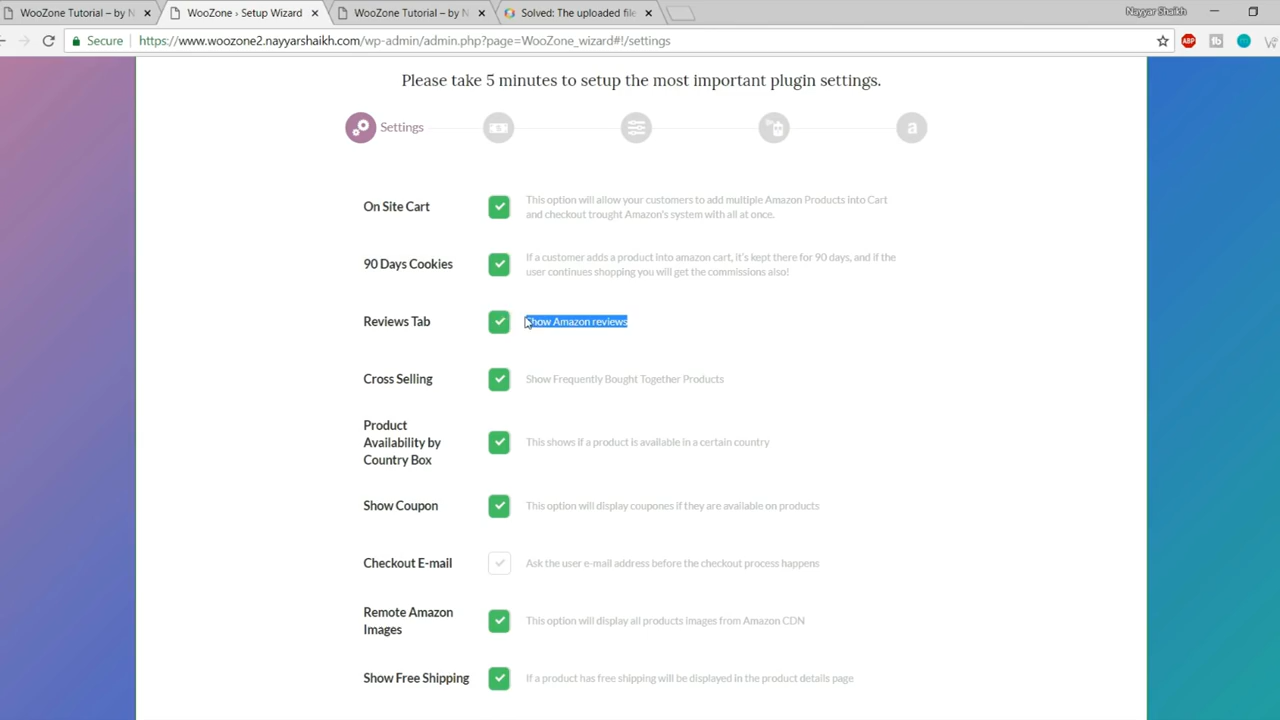 WooZone Tutorial – by N
WooZone › Setup Wizard
WooZone Tutorial – by N
Solved: The uploaded file
Nayyar Shaikh
Secure
https://www.woozone2.nayyarshaikh.com/wp-admin/admin.php?page=WooZone_wizard#!/settings
ABP
Please take 5 minutes to setup the most important plugin settings.
Settings
a
On Site Cart
This option will allow your customers to add multiple Amazon Products into Cart
and checkout trought Amazon's system with all at once.
90 Days Cookies
If a customer adds a product into amazon cart, it's kept there for 90 days, and if the
user continues shopping you will get the commissions also!
Reviews Tab
Show Amazon reviews
Cross Selling
Show Frequently Bought Together Products
Product
Availability by
Country Box
This shows if a product is available in a certain country
Show Coupon
This option will display coupones if they are available on products
Checkout E-mail
Ask the user e-mail address before the checkout process happens
Remote Amazon
Images
This option will display all products images from Amazon CDN
Show Free Shipping
If a product has free shipping will be displayed in the product details page